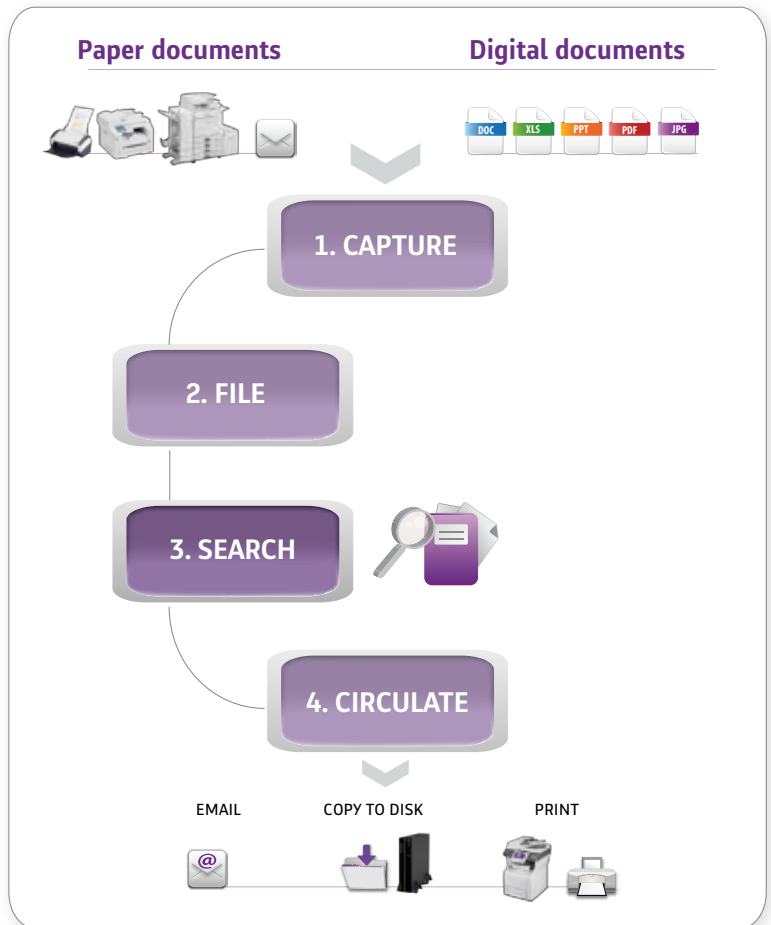 Paper documents
Digital documents
DOC
XLS
PPT
PDF
JPG
1. CAPTURE
2. FILE
3. SEARCH
4. CIRCULATE
EMAIL
COPY TO DISK
PRINT
@